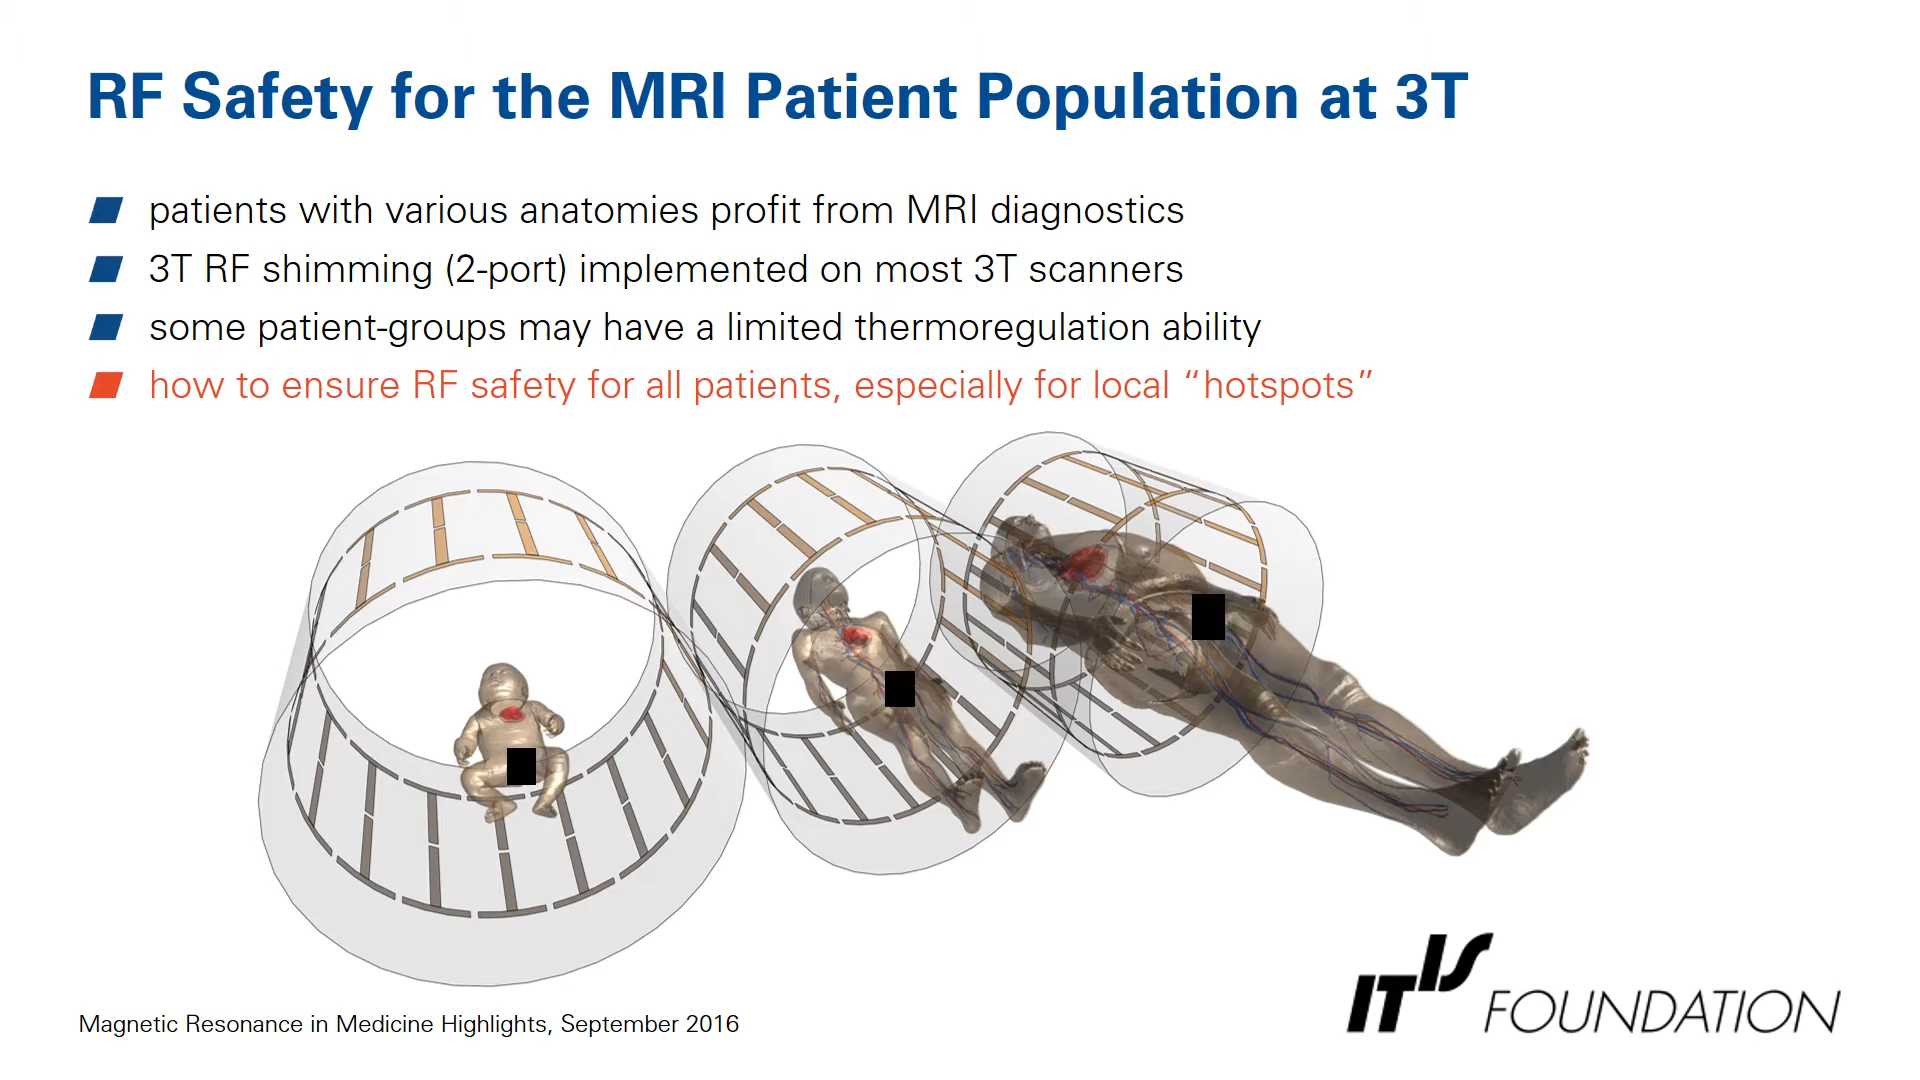 RF Safety for the MRI Patient Population at 3T
patients with various anatomies profit from MRI diagnostics
3T RF shimming (2-port) implemented on most 3T scanners
some patient-groups may have a limited thermoregulation ability
how to ensure RF safety for all patients, especially for local “hotspots”
IT'IS FOUNDATION
Magnetic Resonance in Medicine Highlights, September 2016